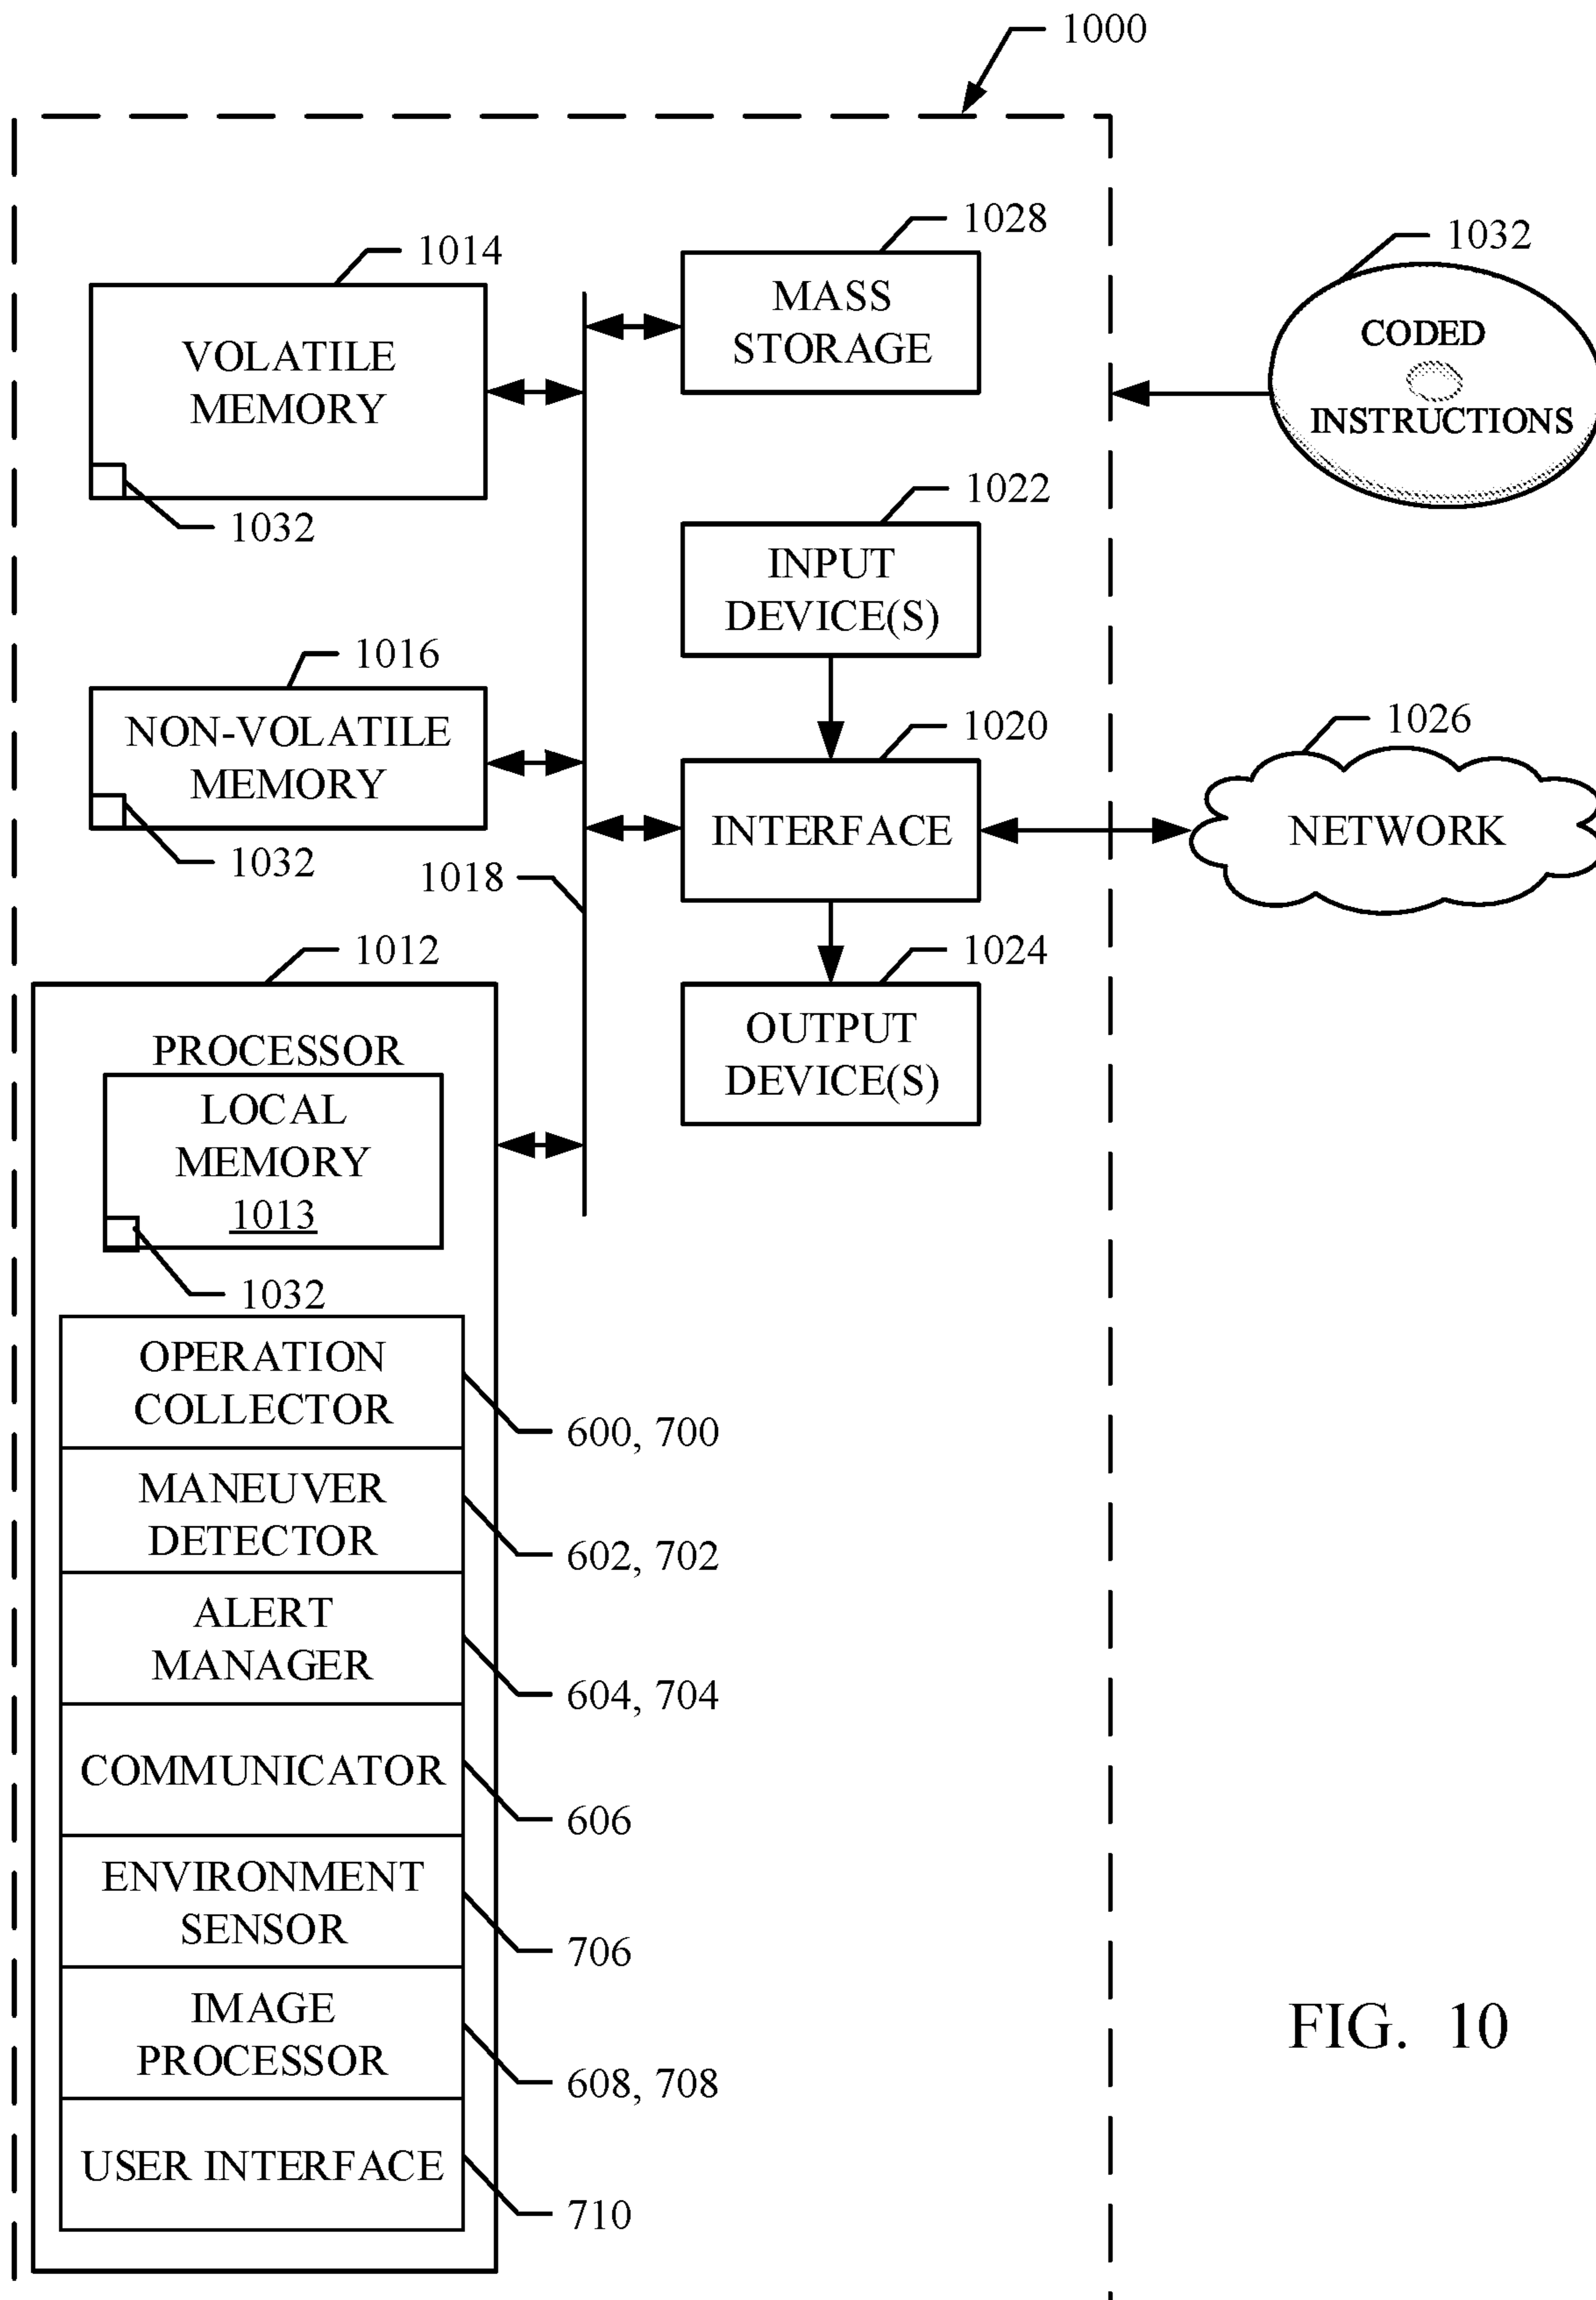 1000
1028
1014
1032
MASS
STORAGE
VOLATILE
MEMORY
CODED
INSTRUCTIONS
1022
1032
INPUT
DEVICE(S)
1016
1026
1020
NON-VOLATILE
MEMORY
INTERFACE
NETWORK
1032
1018
1012
1024
PROCESSOR
OUTPUT
DEVICE(S)
LOCAL
MEMORY
1013
1032
OPERATION
COLLECTOR
600, 700
MANEUVER
DETECTOR
602, 702
ALERT
MANAGER
604, 704
COMMUNICATOR
606
ENVIRONMENT
SENSOR
706
IMAGE
PROCESSOR
608, 708
FIG. 10
USER INTERFACE
710